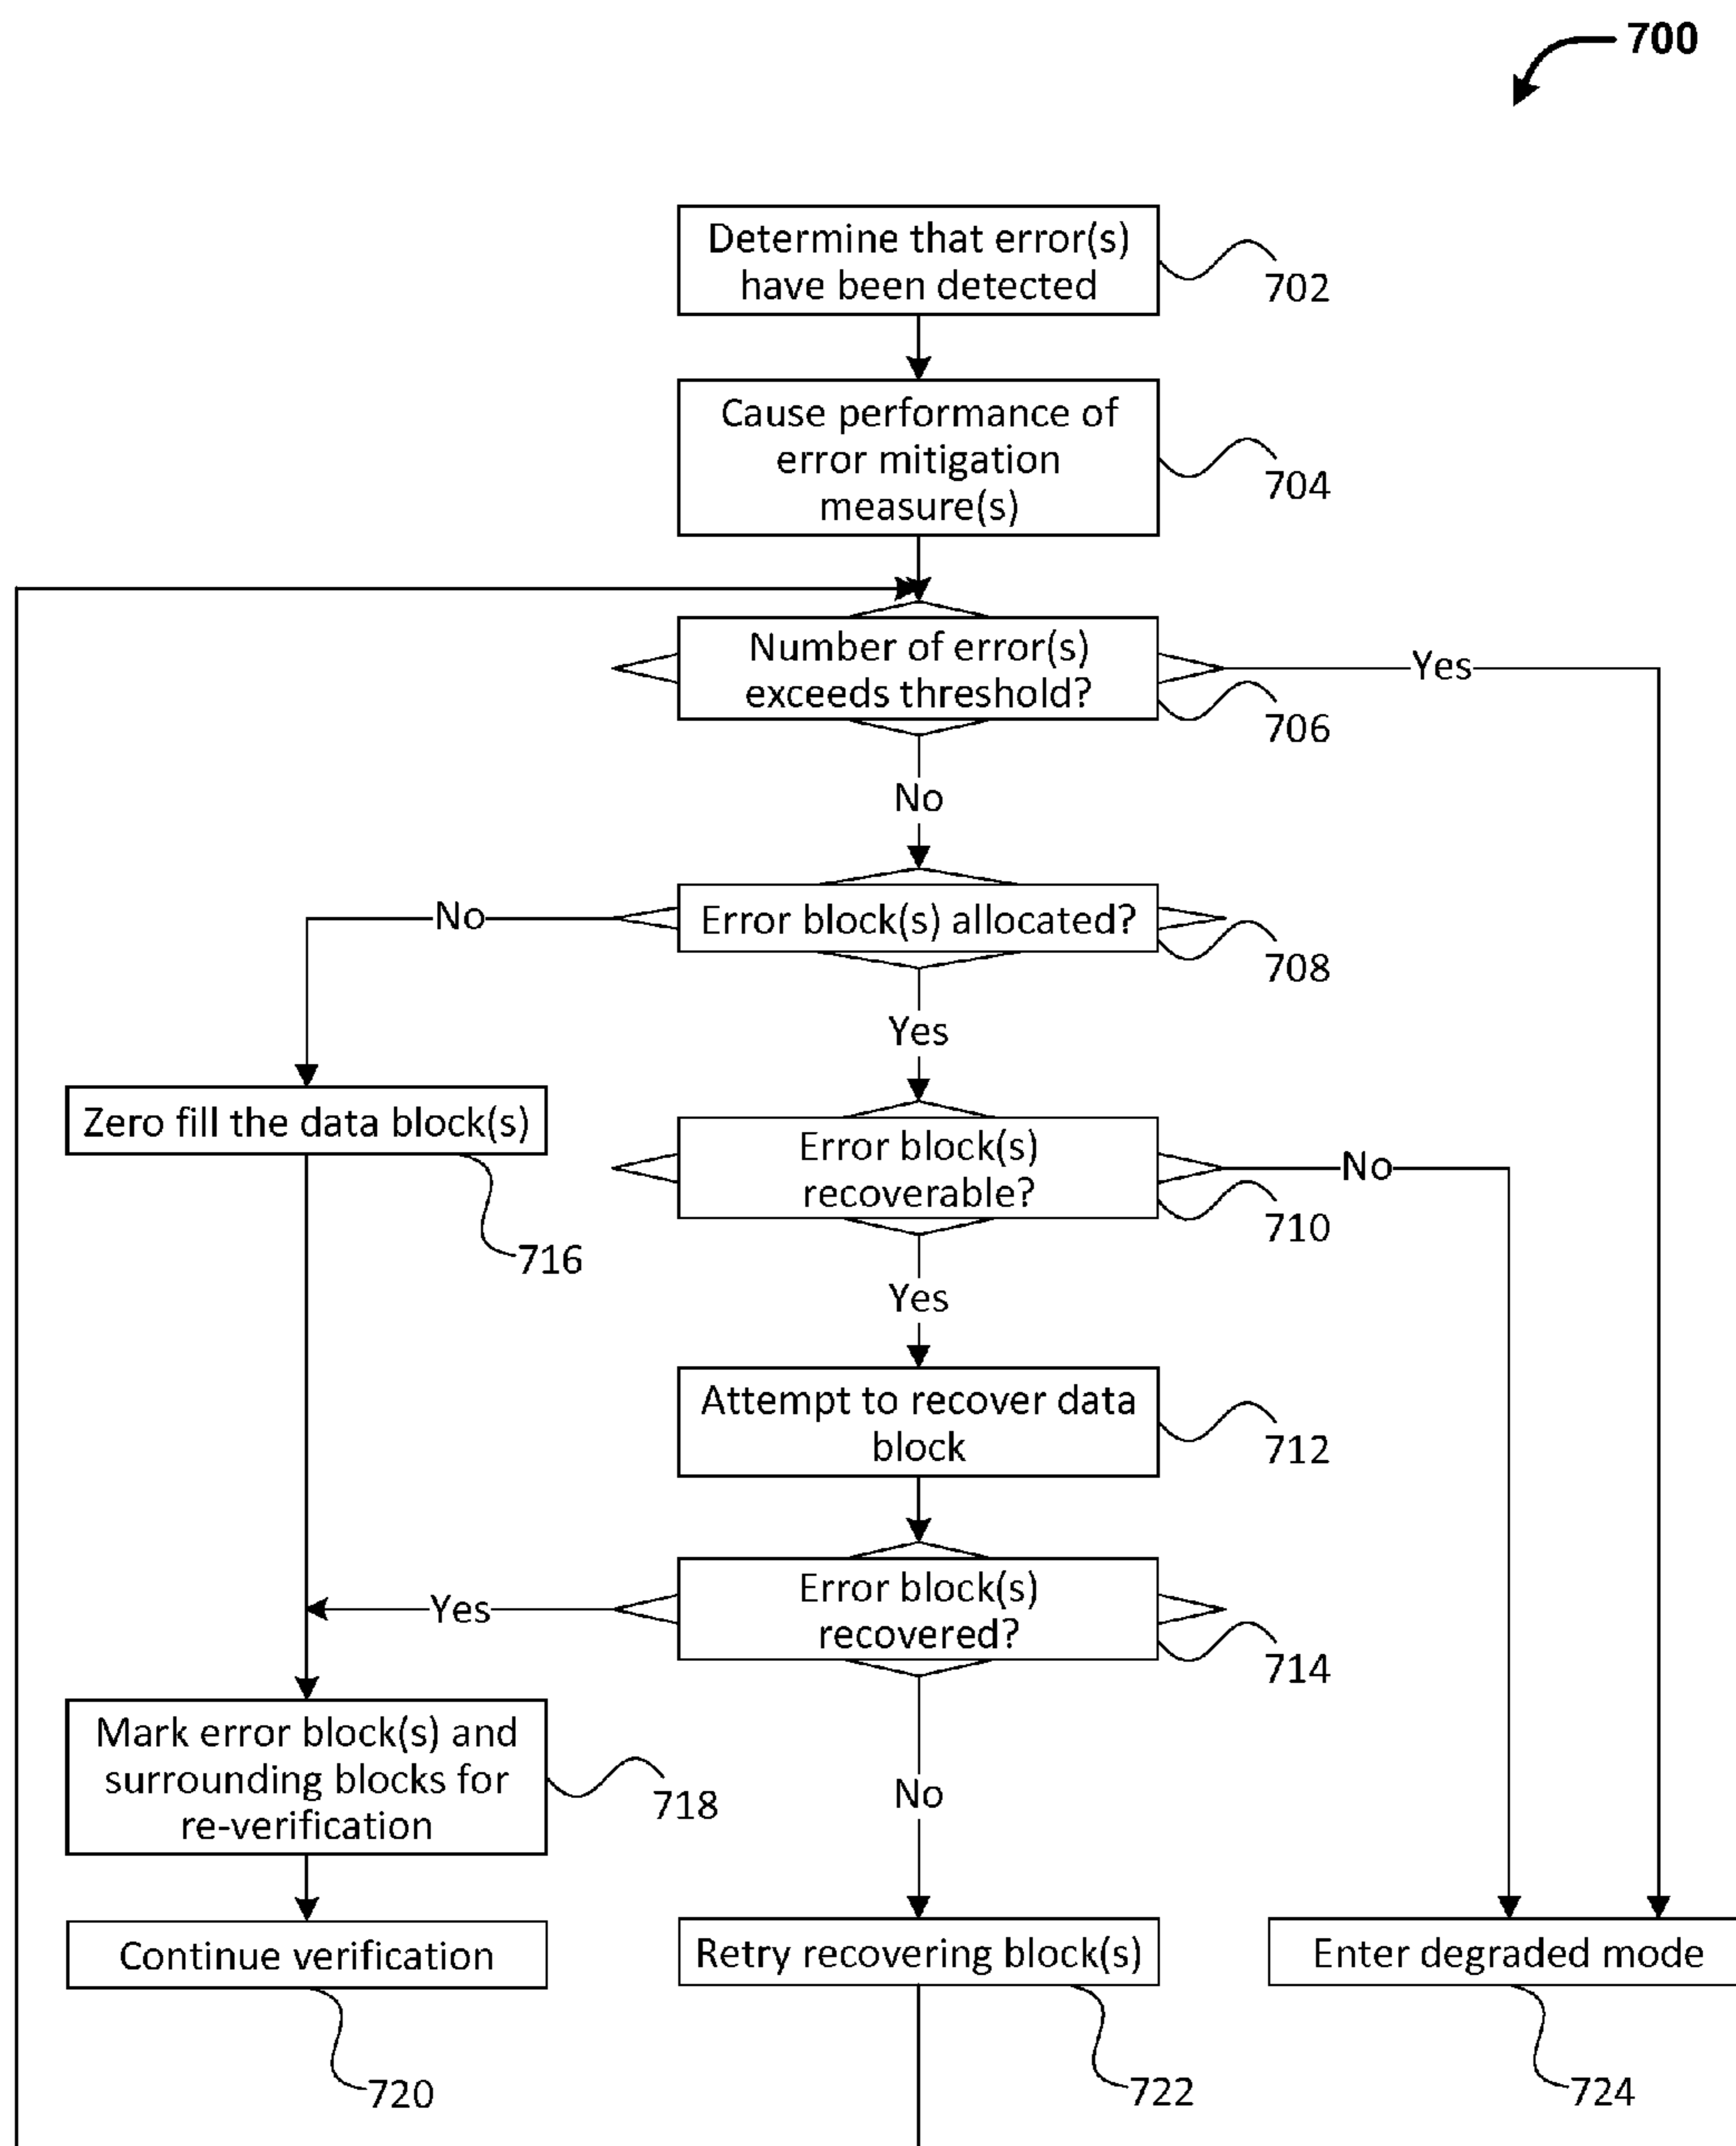 700
Determine that error(s)
have been detected
702
Cause performance of
error mitigation
measure(s)
704
Number of error(s)
exceeds threshold?
Yes
706
No
Error block(s) allocated?
No
708
Yes
Zero fill the data block(s)
716
Error block(s)
recoverable?
No
710
Yes
Attempt to recover data
block
712
Error block(s)
recovered?
Yes
714
Mark error block(s) and
surrounding blocks for
re-verification
718
No
Continue verification
720
Retry recovering block(s)
722
Enter degraded mode
724